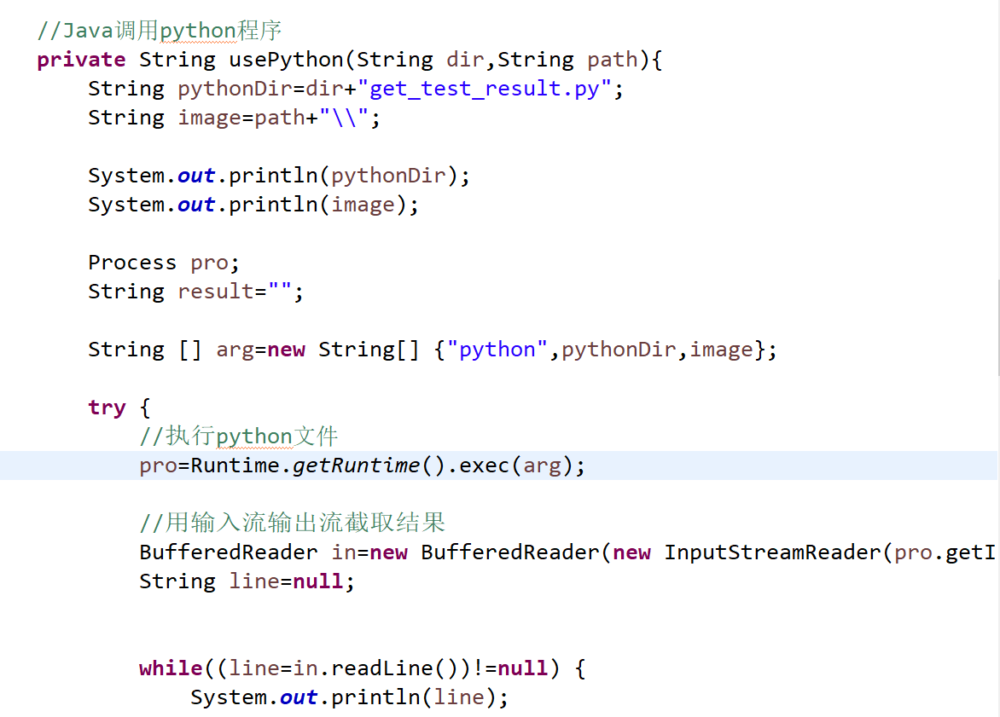 //Java调用python程序
private String usePython(String dir,String path){
String pythonDir=dir+"get_test_result.py";
String image=path+"\\";
System.out.println(pythonDir);
System.out.println(image);
Process pro;
String result="";
String [] arg=new String[] {"python",pythonDir,image};
try {
//执行python文件
pro=Runtime.getRuntime().exec(arg);
//用输入流输出流截取结果
BufferedReader in=new BufferedReader(new InputStreamReader(pro.getI
String line=null;
while((line=in.readLine())!=null) {
System.out.println(line);